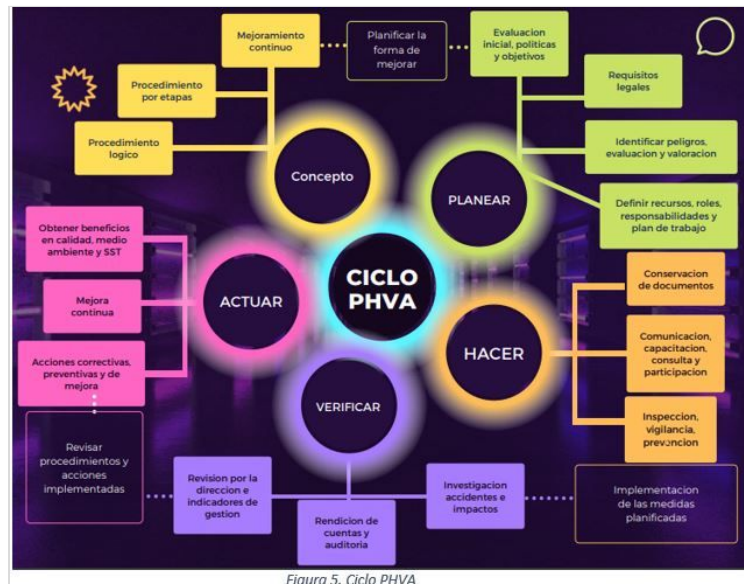 Mejoramiento
continuo
Planificar la
forma de
mejorar
Evaluacion
inicial, politicas
y objetivos
Procedimiento
por etapas
Requisitos
legales
Procedimiento
logico
Identificar peligros,
evaluacion y valoracion
Concepto
PLANEAR
Definir recursos, roles,
responsabilidades y
plan de trabajo
Obtener beneficios
en calidad, medio
ambiente y SST
CICLO
PHVA
Conservacion
de documentos
Mejora
continua
ACTUAR
HACER
Comunicacion,
capacitacion,
consulta y
participacion
Acciones correctivas,
preventivas y de
mejora
VERIFICAR
Inspeccion,
vigilancia,
prevencion
Revisar
procedimientos y
acciones
implementadas
Revision por la
direccion e
indicadores de
gestion
Rendicion de
cuentas y
auditoria
Investigacion
accidentes e
impactos
Implementacion
de las medidas
planificadas
Figura 5. Ciclo PHVA